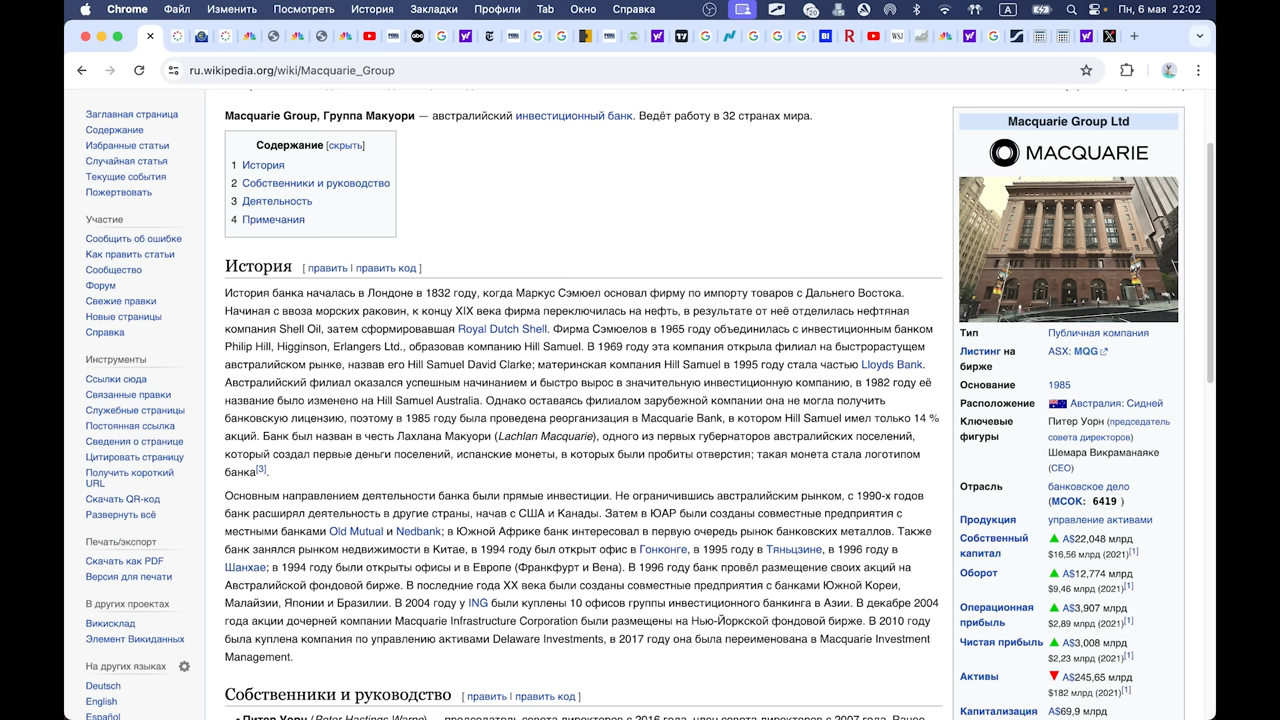 Chrome Файл Изменить Посмотреть История Закладки Профили Tab Окно Справка
Пн, 6 мая 22:02
ru.wikipedia.org/wiki/Macquarie_Group
Заглавная страница
Содержание
Избранные статьи
Случайная статья
Текущие события
Пожертвовать
Участие
Сообщить об ошибке
Как править статьи
Сообщество
Форум
Свежие правки
Новые страницы
Справка
Инструменты
Ссылки сюда
Связанные правки
Служебные страницы
Постоянная ссылка
Сведения о странице
Цитировать страницу
Получить короткий
URL
Скачать QR-код
Развернуть всё
Печать/экспорт
Скачать как PDF
Версия для печати
В других проектах
Викисклад
Элемент Викиданных
На других языках
Deutsch
English
Español
Macquarie Group, Группа Макуори — австралийский инвестиционный банк. Ведёт работу в 32 странах мира.
Содержание [скрыть]
1 История
2 Собственники и руководство
3 Деятельность
4 Примечания
История [ править | править код ]
История банка началась в Лондоне в 1832 году, когда Маркус Сэмюел основал фирму по импорту товаров с Дальнего Востока.
Начиная с ввоза морских раковин, к концу XIX века фирма переключилась на нефть, в результате от неё отделилась нефтяная
компания Shell Oil, затем сформировавшая Royal Dutch Shell. Фирма Сэмюелов в 1965 году объединилась с инвестиционным банком
Philip Hill, Higginson, Erlangers Ltd., образовав компанию Hill Samuel. В 1969 году эта компания открыла филиал на быстрорастущем
австралийском рынке, назвав его Hill Samuel David Clarke; материнская компания Hill Samuel в 1995 году стала частью Lloyds Bank.
Австралийский филиал оказался успешным начинанием и быстро вырос в значительную инвестиционную компанию, в 1982 году её
название было изменено на Hill Samuel Australia. Однако оставаясь филиалом зарубежной компании она не могла получить
банковскую лицензию, поэтому в 1985 году была проведена реорганизация в Macquarie Bank, в котором Hill Samuel имел только 14 %
акций. Банк был назван в честь Лахлана Макуори (Lachlan Macquarie), одного из первых губернаторов австралийских поселений,
который создал первые деньги поселений, испанские монеты, в которых были пробиты отверстия; такая монета стала логотипом
банка[3].
Основным направлением деятельности банка были прямые инвестиции. Не ограничившись австралийским рынком, с 1990-х годов
банк расширял деятельность в другие страны, начав с США и Канады. Затем в ЮАР были созданы совместные предприятия с
местными банками Old Mutual и Nedbank; в Южной Африке банк интересовал в первую очередь рынок банковских металлов. Также
банк занялся рынком недвижимости в Китае, в 1994 году был открыт офис в Гонконге, в 1995 году в Тяньцзине, в 1996 году в
Шанхае; в 1994 году были открыты офисы и в Европе (Франкфурт и Вена). В 1996 году банк провёл размещение своих акций на
Австралийской фондовой бирже. В последние года XX века были созданы совместные предприятия с банками Южной Кореи,
Малайзии, Японии и Бразилии. В 2004 году у ING были куплены 10 офисов группы инвестиционного банкинга в Азии. В декабре 2004
года акции дочерней компании Macquarie Infrastructure Corporation были размещены на Нью-Йоркской фондовой бирже. В 2010 году
была куплена компания по управлению активами Delaware Investments, в 2017 году она была переименована в Macquarie Investment
Management.
Собственники и руководство [ править | править код ]
• Питер Уорн (Peter Hastings Warne) — председатель совета директоров с 2016 года, член совета директоров с 2007 года. Ранее
Macquarie Group Ltd
MACQUARIE
Тип Публичная компания
Листинг на бирже ASX: MQG
Основание 1985
Расположение Австралия: Сидней
Ключевые фигуры Питер Уорн (председатель
совета директоров)
Шемара Викраманаяке
(CEO)
Отрасль банковское дело
(МСОК: 6419 )
Продукция управление активами
Собственный капитал A$22,048 млрд
$16,56 млрд (2021)[1]
Оборот A$12,774 млрд
$9,46 млрд (2021)[1]
Операционная прибыль A$3,907 млрд
$2,89 млрд (2021)[1]
Чистая прибыль A$3,008 млрд
$2,23 млрд (2021)[1]
Активы A$245,65 млрд
$182 млрд (2021)[1]
Капитализация A$69,9 млрд